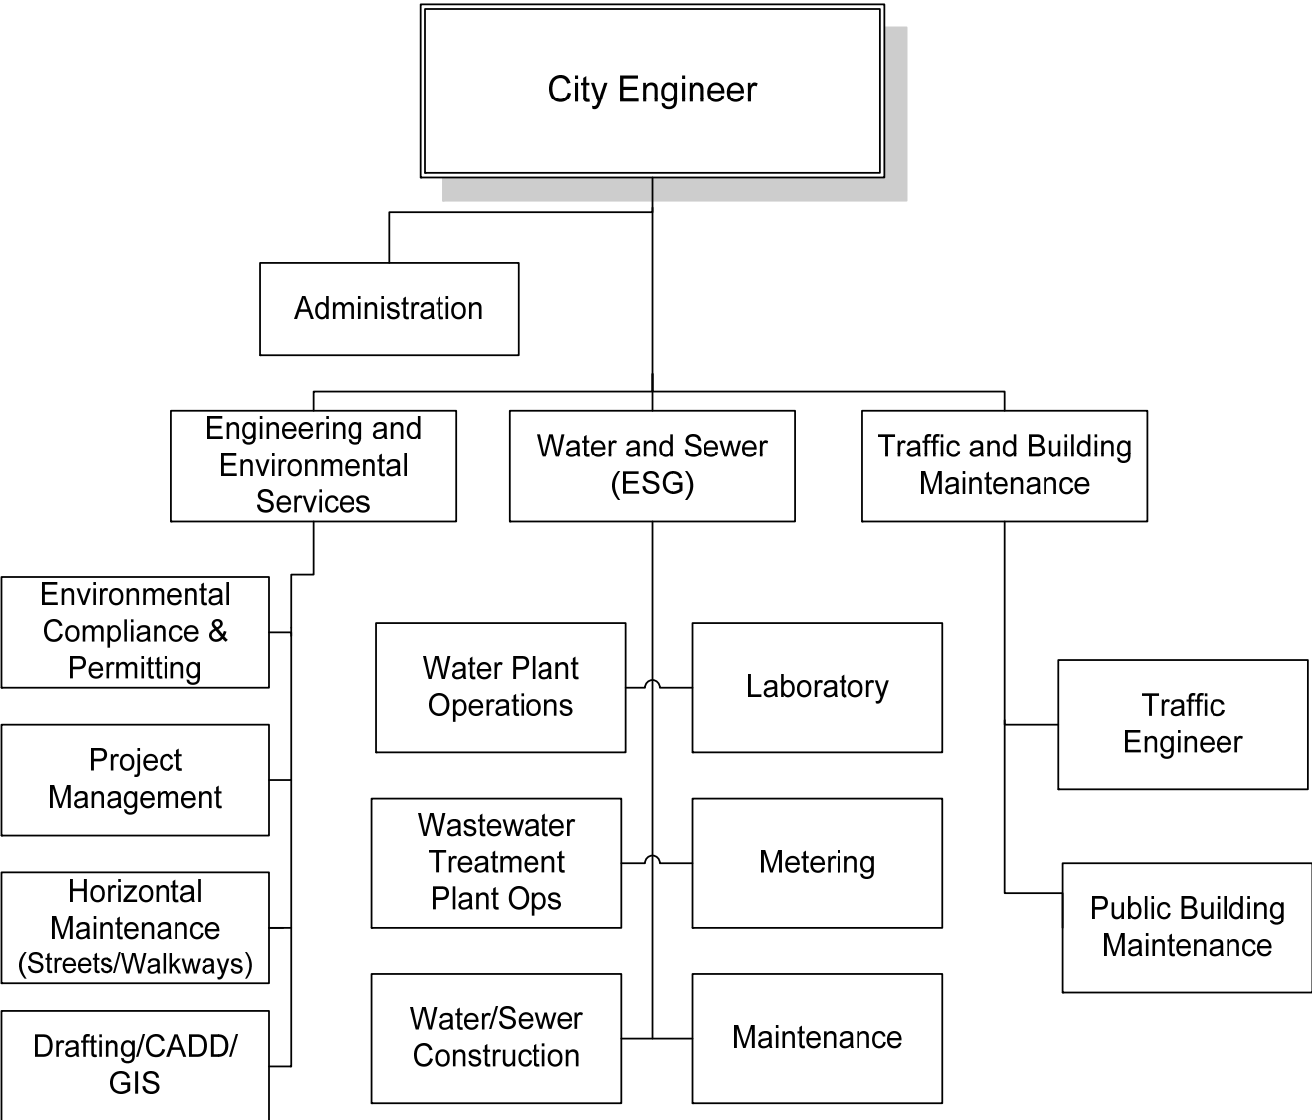 City Engineer
Administration
Engineering and
Environmental
Services
Water and Sewer
(ESG)
Traffic and Building
Maintenance
Environmental
Compliance &
Permitting
Project
Management
Horizontal
Maintenance
(Streets/Walkways)
Drafting/CADD/
GIS
Water Plant
Operations
Laboratory
Wastewater
Treatment
Plant Ops
Metering
Water/Sewer
Construction
Maintenance
Traffic
Engineer
Public Building
Maintenance